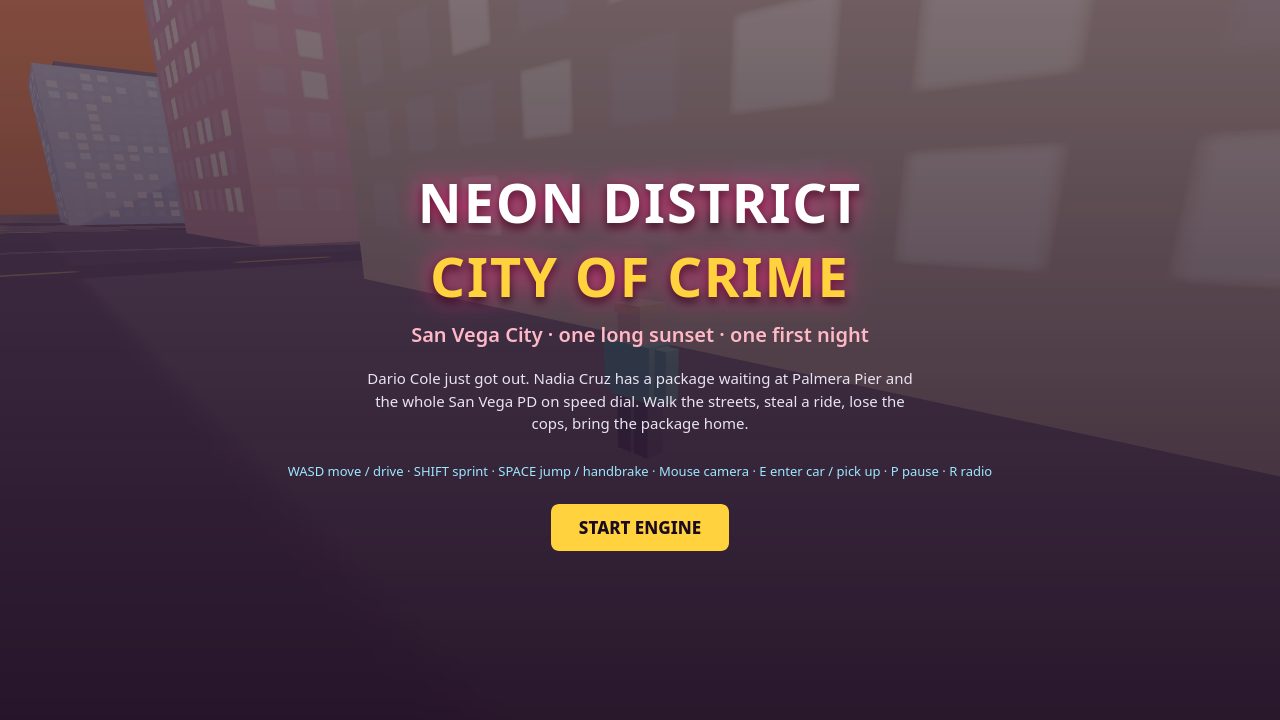 NEON DISTRICT
CITY OF CRIME
San Vega City · one long sunset · one first night
Dario Cole just got out. Nadia Cruz has a package waiting at Palmera Pier and
the whole San Vega PD on speed dial. Walk the streets, steal a ride, lose the
cops, bring the package home.
WASD move / drive · SHIFT sprint · SPACE jump / handbrake · Mouse camera · E enter car / pick up · P pause · R radio
START ENGINE